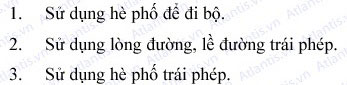 1. Sử dụng hè phố để đi bộ.
2. Sử dụng lòng đường, lề đường trái phép.
3. Sử dụng hè phố trái phép.